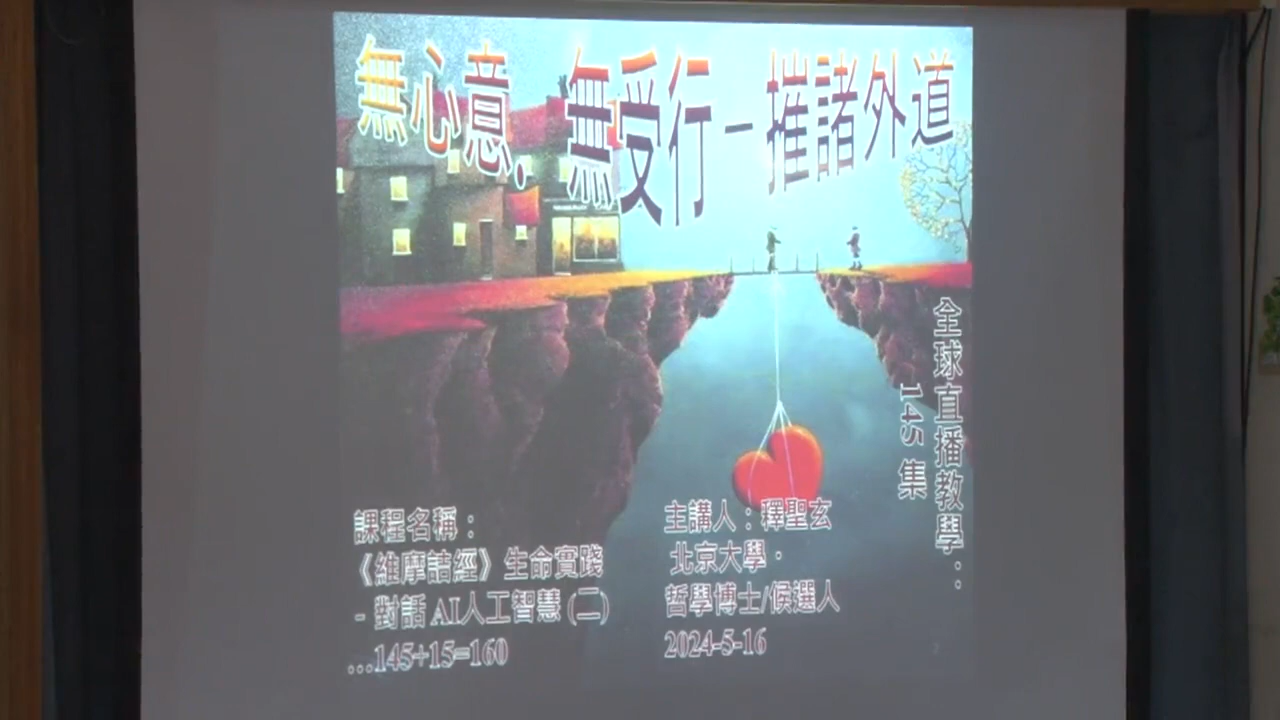 無心意．無受行－摧諸外道
全球直播教學：
145 集
課程名稱：
《維摩詰經》生命實踐
- 對話 AI人工智慧 (二)
…145+15=160
主講人：釋聖玄
北京大學．
哲學博士/候選人
2024-5-16